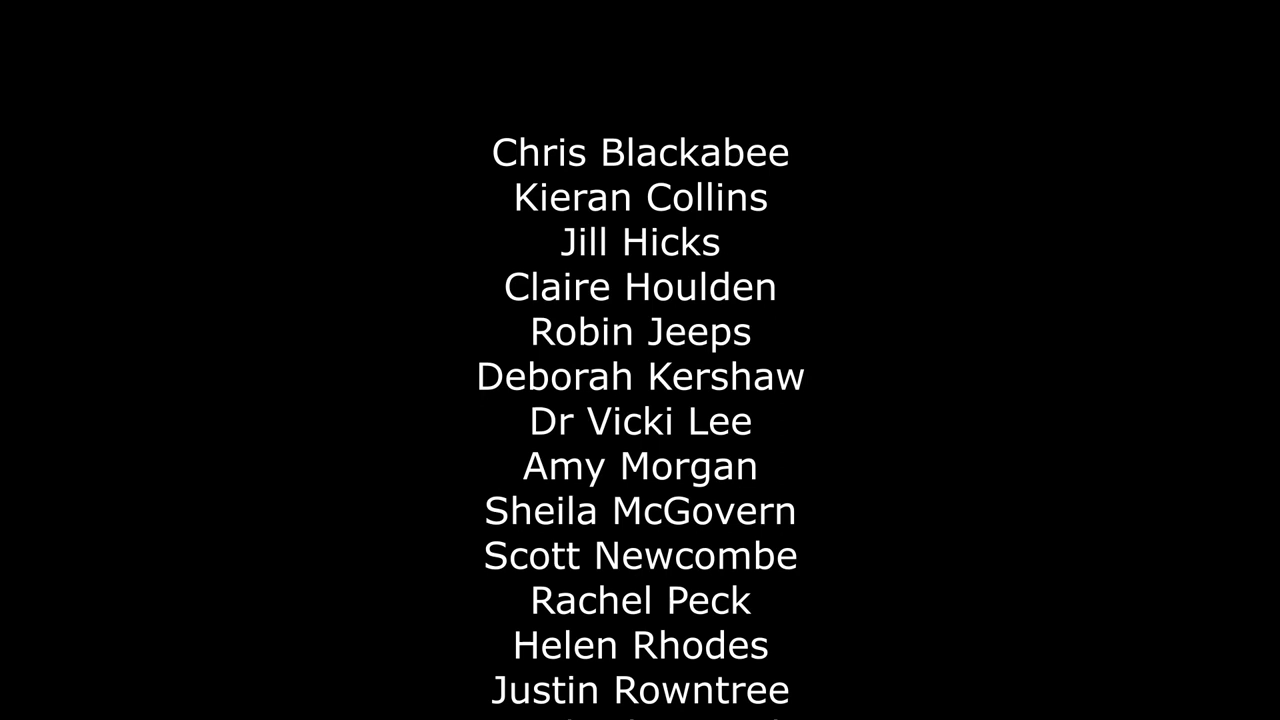 Chris Blackabee
Kieran Collins
Jill Hicks
Claire Houlden
Robin Jeeps
Deborah Kershaw
Dr Vicki Lee
Amy Morgan
Sheila McGovern
Scott Newcombe
Rachel Peck
Helen Rhodes
Justin Rowntree